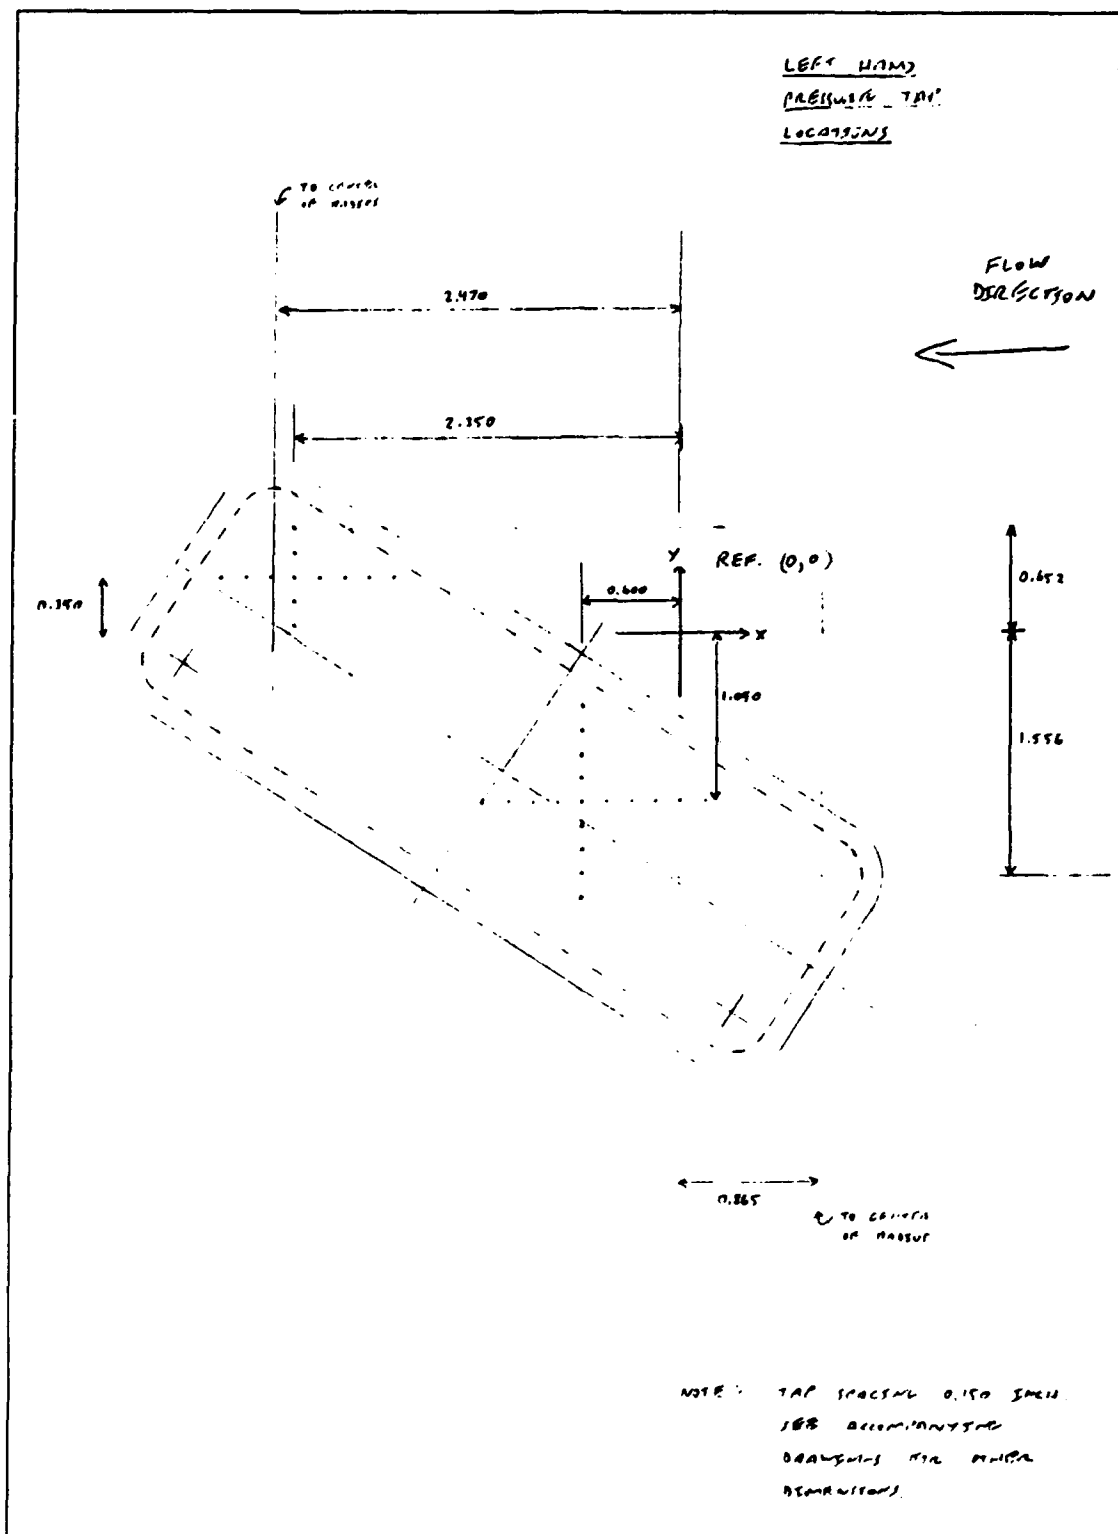 LEFT HAND
PRESSURE TAP
LOCATIONS
TO CENTER
OF RADIUS
FLOW
DIRECTION
2.470
2.350
Y
REF. (0,0)
0.652
0.350
0.600
X
1.050
1.556
0.865
TO CENTER
OF RADIUS
NOTE: TAP SPACING 0.150 INCH
SEE ACCOMPANYING
DRAWINGS FOR OTHER
DIMENSIONS